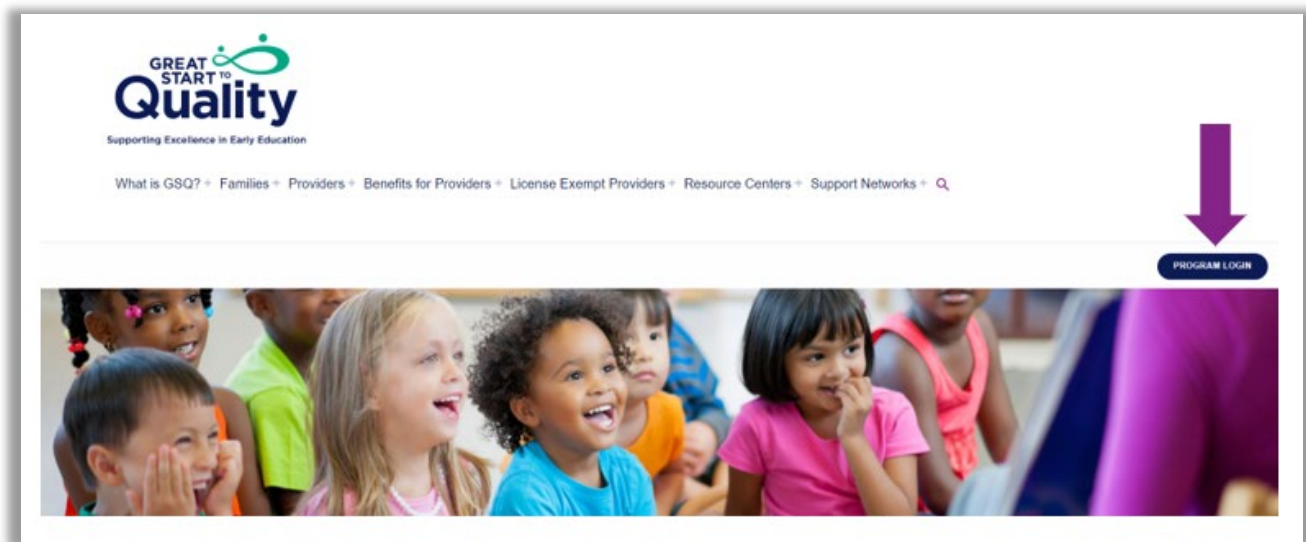 GREAT
START TO
Quality
Supporting Excellence in Early Education
What is GSQ? + Families + Providers + Benefits for Providers + License Exempt Providers + Resource Centers + Support Networks +
PROGRAM LOGIN